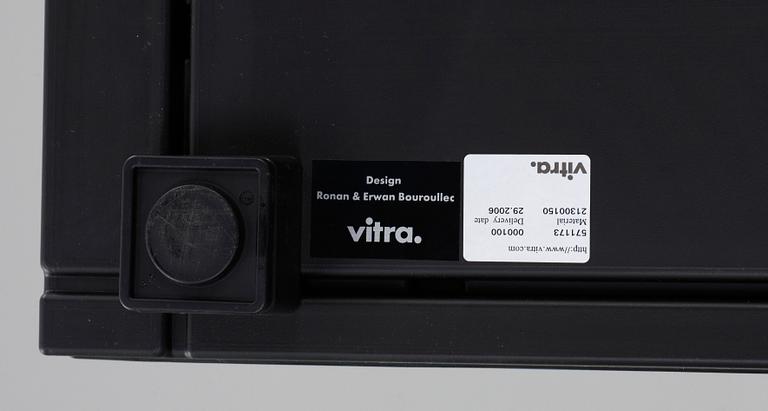 Design
Ronan & Erwan Bouroullec
vitra.
http://www.vitra.com
571173 000100
Material Delivery date
21300150 29.2006
vitra.